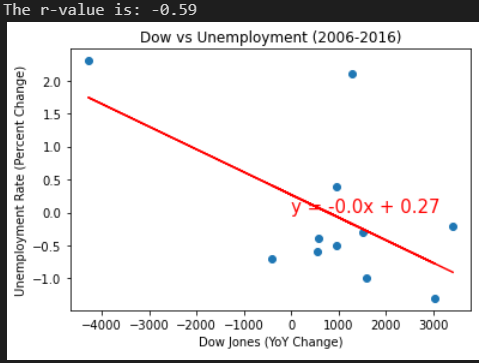 The r-value is: -0.59
Dow vs Unemployment (2006-2016)
Unemployment Rate (Percent Change)
2.0
1.5
1.0
0.5
0.0
−0.5
−1.0
y = -0.0x + 0.27
−4000 −3000 −2000 −1000 0 1000 2000 3000
Dow Jones (YoY Change)